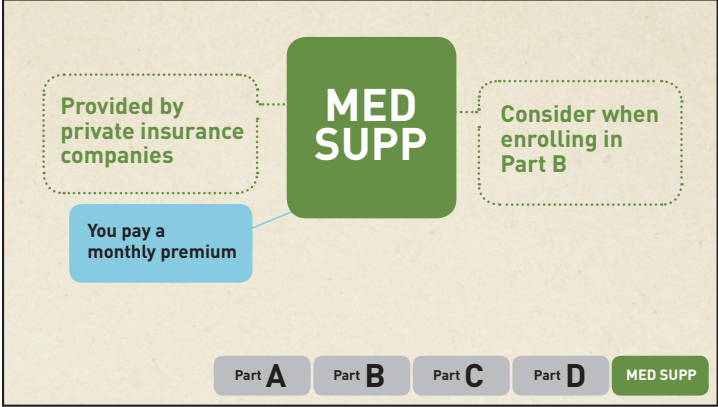 MED
SUPP
Provided by
private insurance
companies
Consider when
enrolling in
Part B
You pay a
monthly premium
Part A
Part B
Part C
Part D
MED SUPP